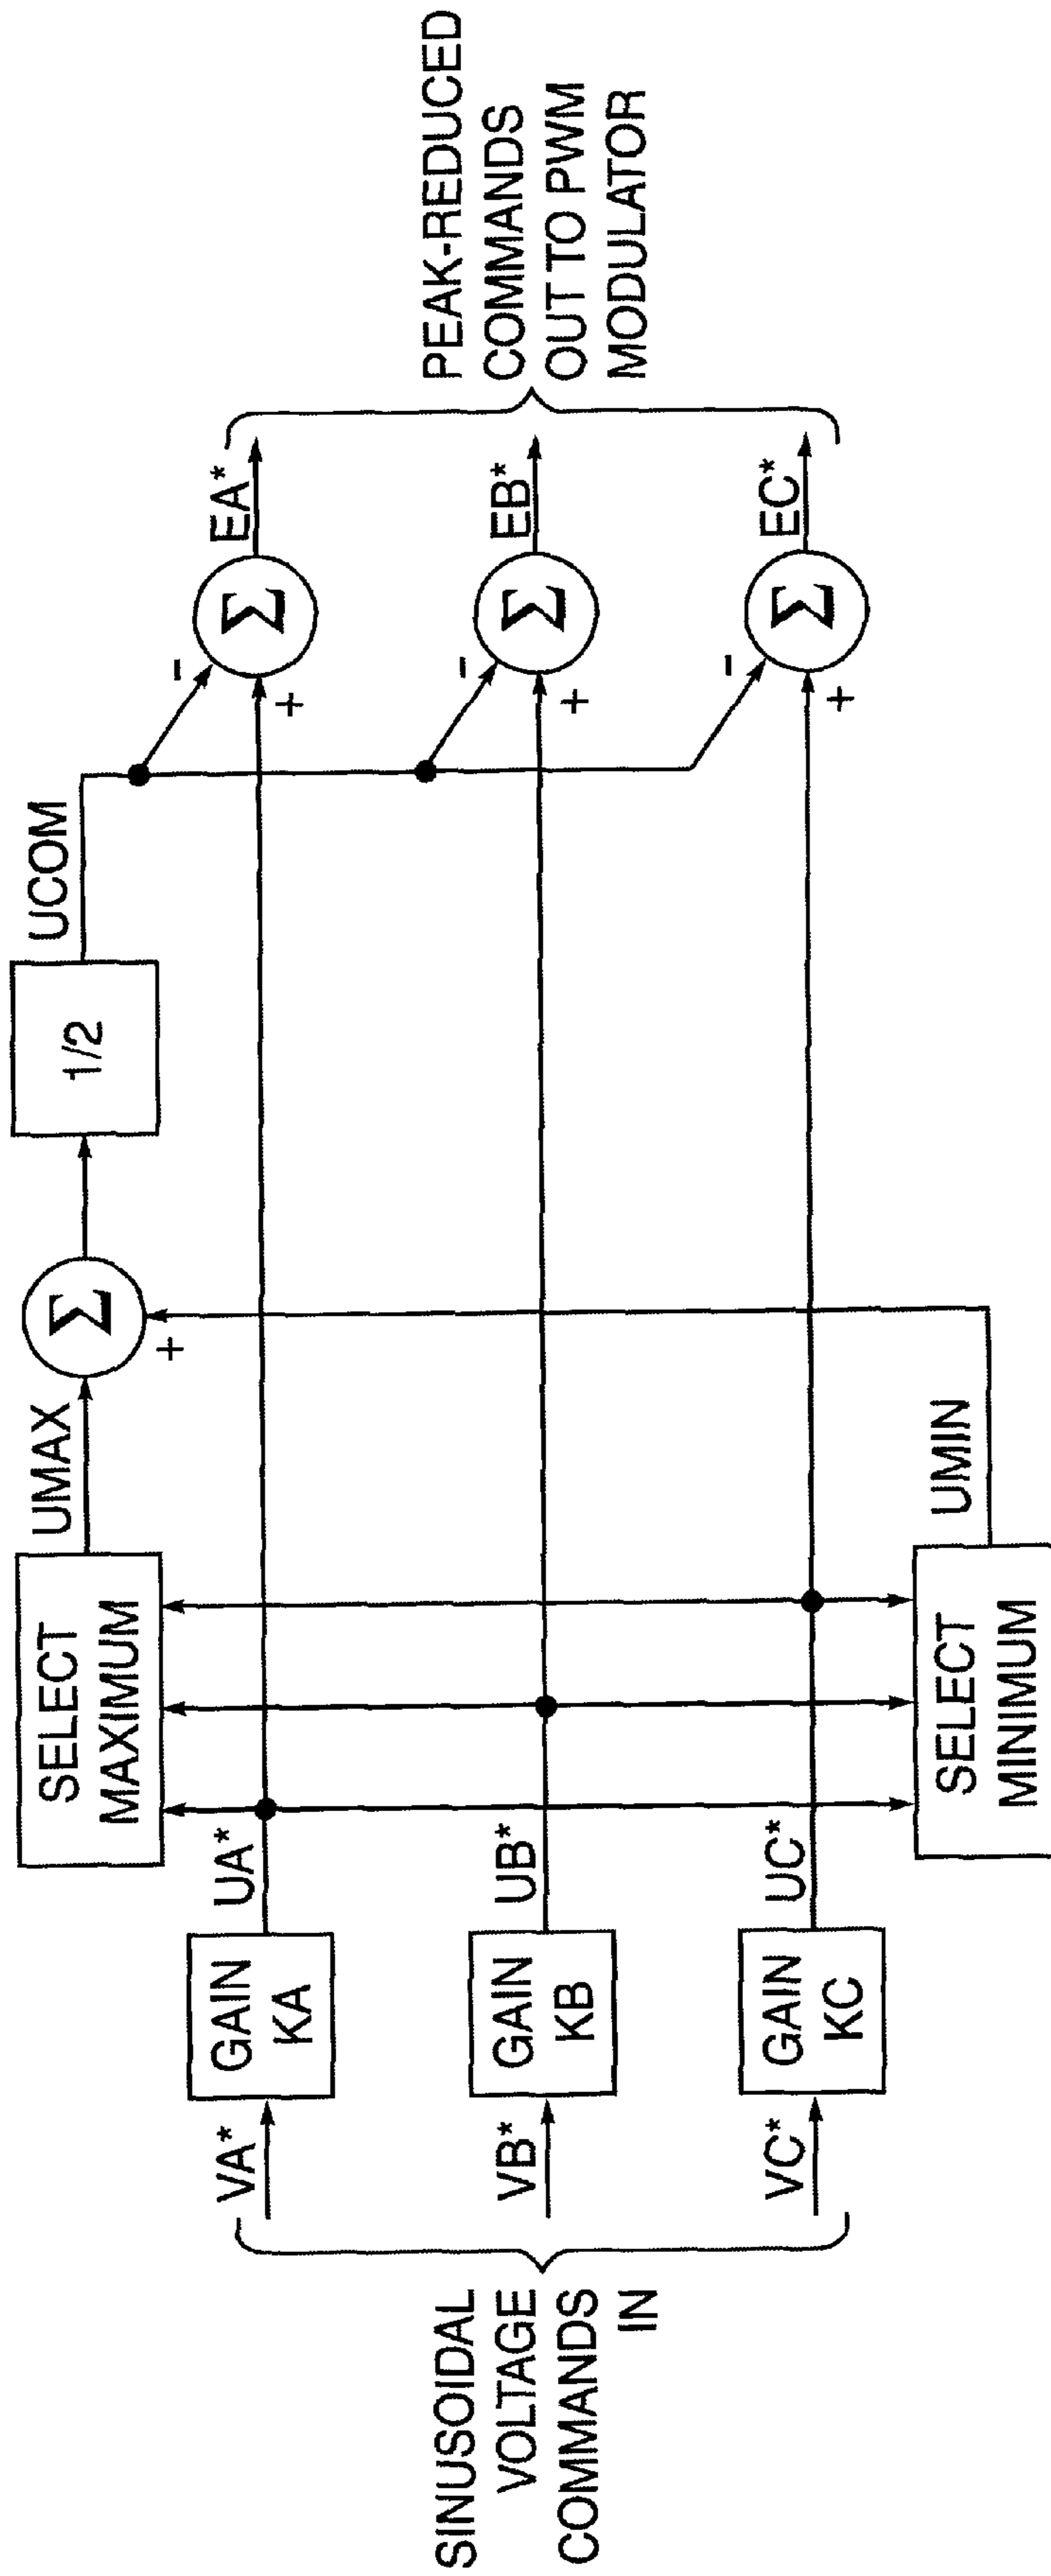 SINUSOIDAL
VOLTAGE
COMMANDS
IN
VA*
VB*
VC*
GAIN
KA
GAIN
KB
GAIN
KC
UA*
UB*
UC*
SELECT
MAXIMUM
SELECT
MINIMUM
UMAX
UMIN
Σ
+
1/2
UCOM
-
+
Σ
EA*
-
+
Σ
EB*
-
+
Σ
EC*
PEAK-REDUCED
COMMANDS
OUT TO PWM
MODULATOR